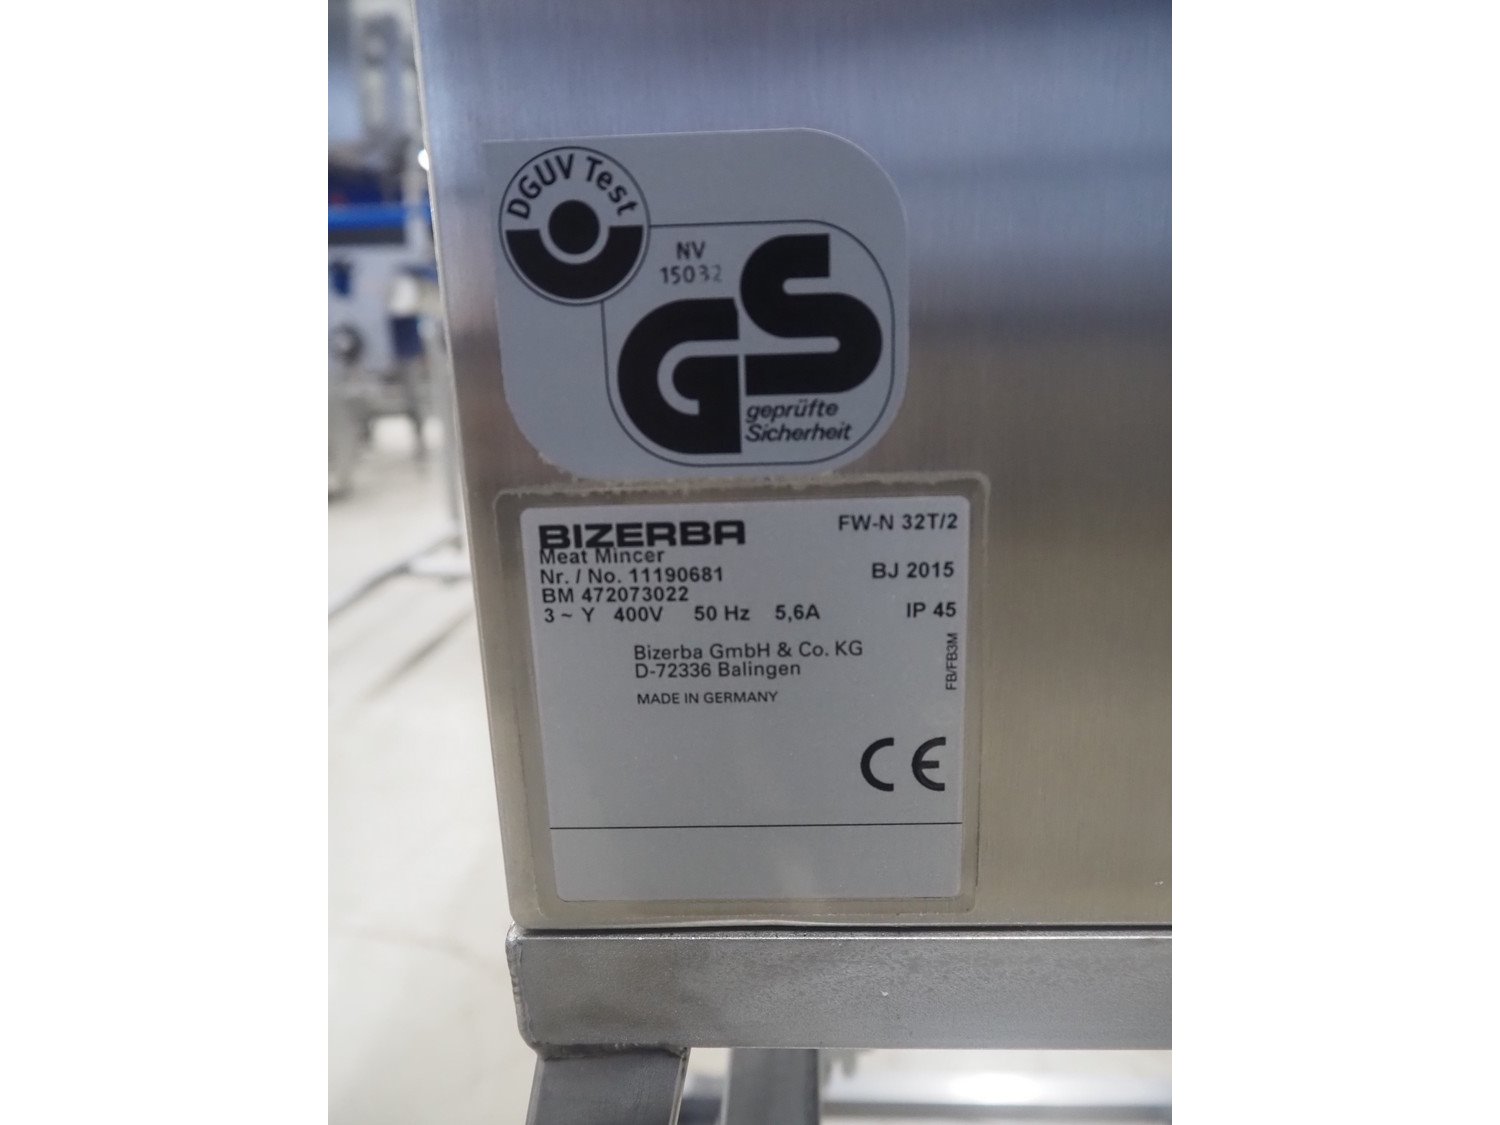 DGUV Test
NV
15032
GS
geprüfte
Sicherheit
BIZERBA FW-N 32T/2
Meat Mincer
Nr. / No. 11190681 BJ 2015
BM 472073022
3 ~ Y 400V 50 Hz 5,6A IP 45
Bizerba GmbH & Co. KG
D-72336 Balingen
MADE IN GERMANY
FB/FB3M
CE